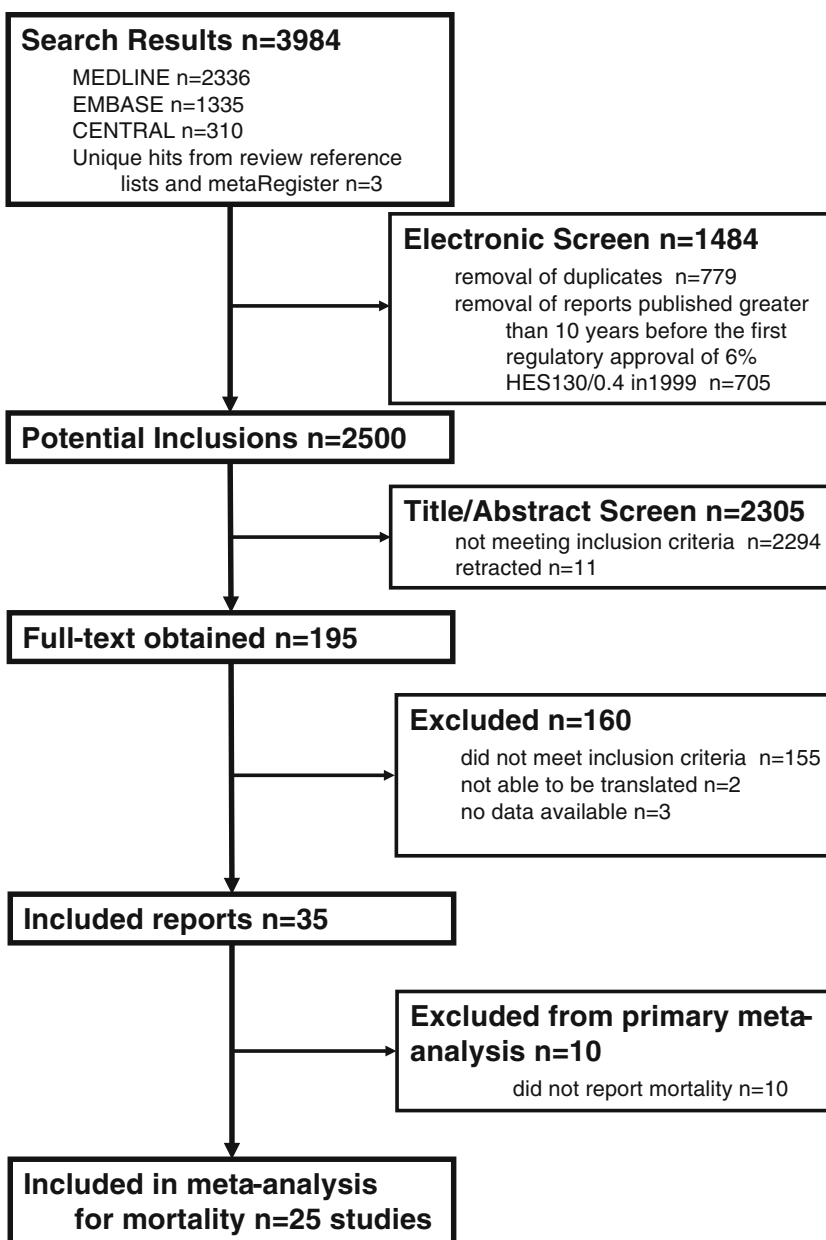 Search Results n=3984
MEDLINE n=2336
EMBASE n=1335
CENTRAL n=310
Unique hits from review reference
lists and metaRegister n=3
Electronic Screen n=1484
removal of duplicates n=779
removal of reports published greater
than 10 years before the first
regulatory approval of 6%
HES130/0.4 in1999 n=705
Potential Inclusions n=2500
Title/Abstract Screen n=2305
not meeting inclusion criteria n=2294
retracted n=11
Full-text obtained n=195
Excluded n=160
did not meet inclusion criteria n=155
not able to be translated n=2
no data available n=3
Included reports n=35
Excluded from primary meta-
analysis n=10
did not report mortality n=10
Included in meta-analysis
for mortality n=25 studies